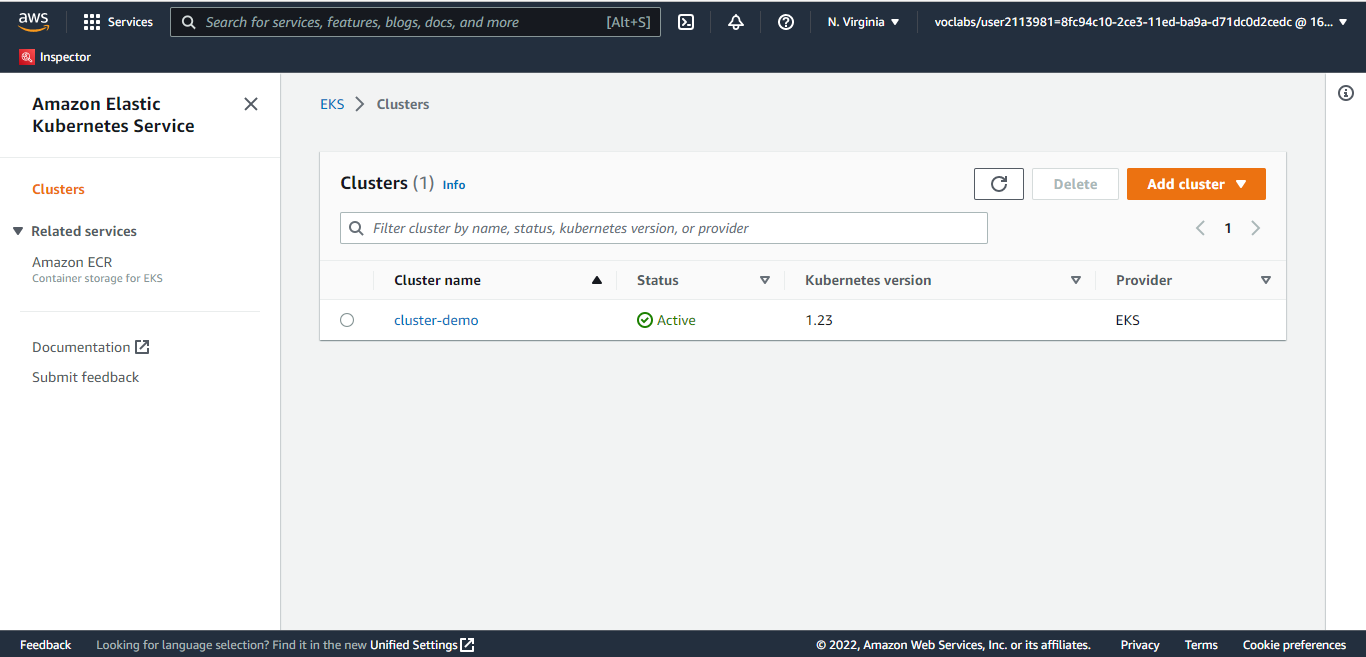 aws
Services
Search for services, features, blogs, docs, and more [Alt+S]
N. Virginia
voclabs/user2113981=8fc94c10-2ce3-11ed-ba9a-d71dc0d2cedc @ 16...
Inspector
Amazon Elastic
Kubernetes Service
Clusters
Related services
Amazon ECR
Container storage for EKS
Documentation
Submit feedback
EKS > Clusters
Clusters (1) Info
Delete
Add cluster
Filter cluster by name, status, kubernetes version, or provider
1
Cluster name Status Kubernetes version Provider
cluster-demo Active 1.23 EKS
Feedback Looking for language selection? Find it in the new Unified Settings © 2022, Amazon Web Services, Inc. or its affiliates. Privacy Terms Cookie preferences